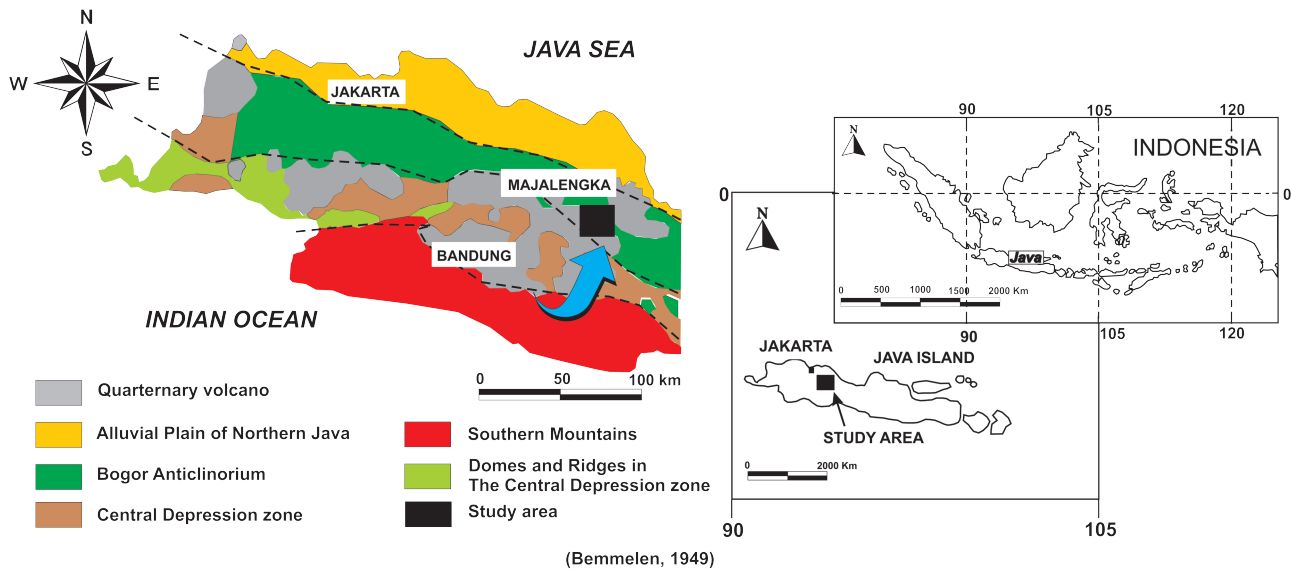 N
W
E
S
JAVA SEA
JAKARTA
MAJALENGKA
BANDUNG
INDIAN OCEAN
0
50
100 km
Quarternary volcano
Alluvial Plain of Northern Java
Bogor Anticlinorium
Central Depression zone
Southern Mountains
Domes and Ridges in
The Central Depression zone
Study area
90
105
120
N
INDONESIA
0
0
N
Java
0
500
1000
1500
2000 Km
90
105
120
JAKARTA
JAVA ISLAND
STUDY AREA
0
2000 Km
90
105
(Bemmelen, 1949)